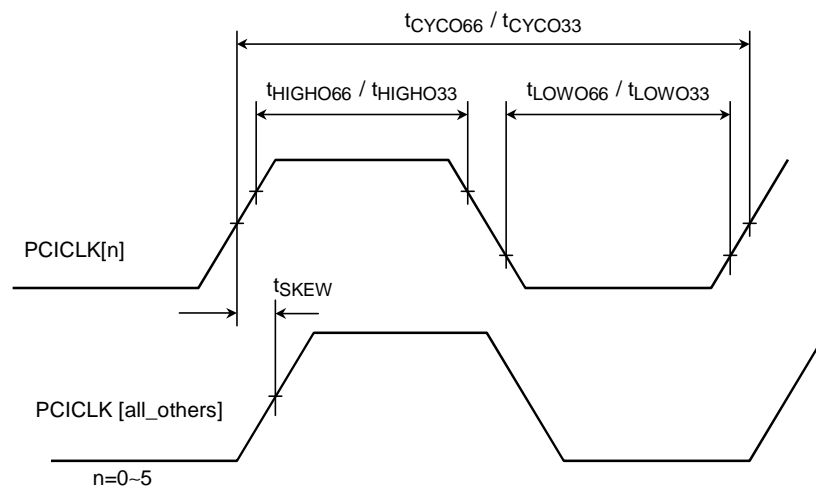 tCYCO66 / tCYCO33
tHIGHO66 / tHIGHO33
tLOWO66 / tLOWO33
PCICLK[n]
tSKEW
PCICLK [all_others]
n=0~5